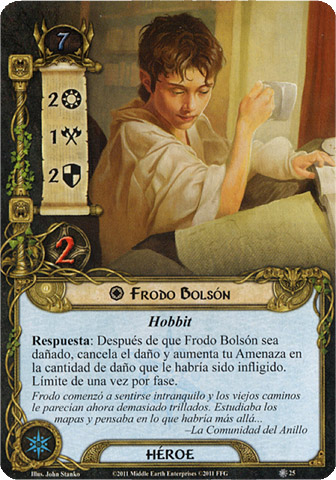 7
2
1
2
2
Frodo Bolsón
Hobbit
Respuesta: Después de que Frodo Bolsón sea
dañado, cancela el daño y aumenta tu Amenaza en
la cantidad de daño que le habría sido infligido.
Límite de una vez por fase.
Frodo comenzó a sentirse intranquilo y los viejos caminos
le parecían ahora demasiado trillados. Estudiaba los
mapas y pensaba en lo que habría más allá...
–La Comunidad del Anillo
HÉROE
Illus. John Stanko ©2011 Middle Earth Enterprises ©2011 FFG 25